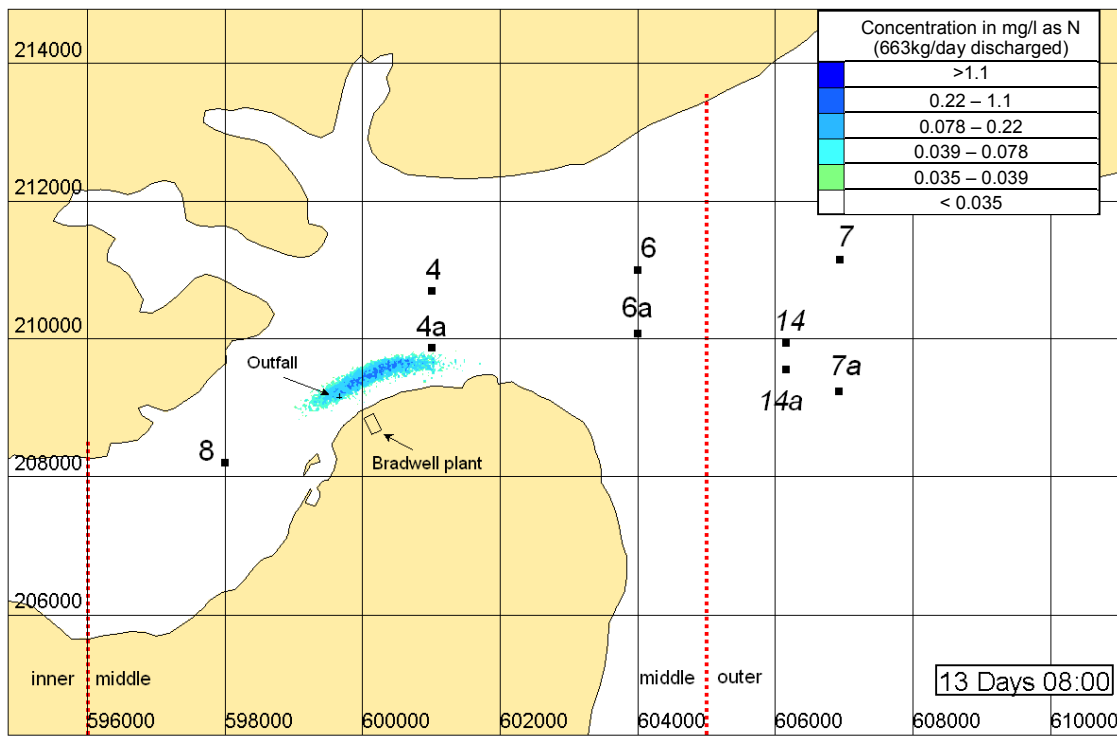 Concentration in mg/l as N
(663kg/day discharged)
>1.1
0.22 – 1.1
0.078 – 0.22
0.039 – 0.078
0.035 – 0.039
< 0.035
214000
212000
210000
208000
206000
4
4a
6
6a
7
14
14a
7a
8
Outfall
Bradwell plant
inner
middle
middle
outer
13 Days 08:00
596000
598000
600000
602000
604000
606000
608000
610000